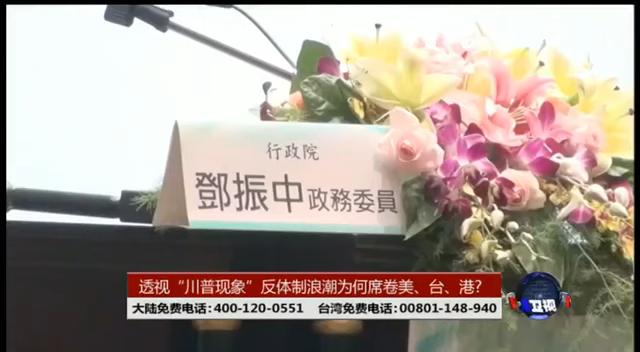 行政院
鄧振中政務委員
透视“川普现象”反体制浪潮为何席卷美、台、港?
大陆免费电话:400-120-0551 台湾免费电话:00801-148-940
卫视